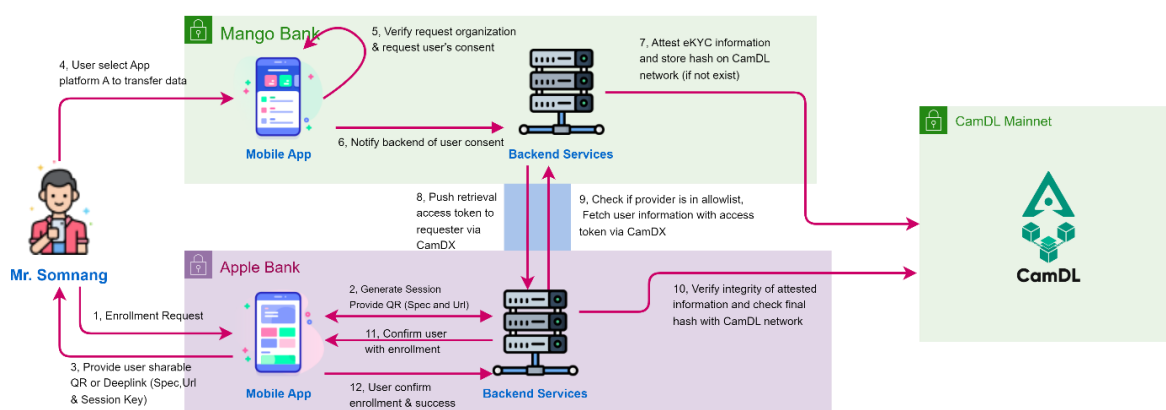 Mango Bank
4, User select App
platform A to transfer data
5, Verify request organization
& request user's consent
7, Attest eKYC information
and store hash on CamDL
network (if not exist)
Mobile App
6, Notify backend of user consent
Backend Services
CamDL Mainnet
CamDL
8, Push retrieval
access token to
requester via
CamDX
9, Check if provider is in allowlist,
Fetch user information with access
token via CamDX
Mr. Somnang
Apple Bank
1, Enrollment Request
2, Generate Session
Provide QR (Spec and Url)
10, Verify integrity of attested
information and check final
hash with CamDL network
11, Confirm user
with enrollment
3, Provide user sharable
QR or Deeplink (Spec,Url
& Session Key)
Mobile App
12, User confirm
enrollment & success
Backend Services